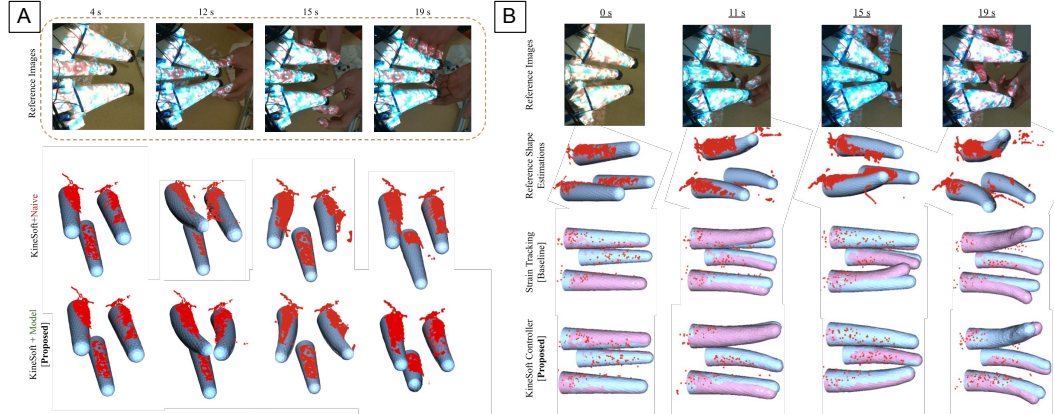 A
4 s
12 s
15 s
19 s
Reference Images
KineSoft+Naive
KineSoft + Model
[Proposed]
B
0 s
11 s
15 s
19 s
Reference Images
Reference Shape
Estimations
Strain Tracking
[Baseline]
KineSoft Controller
[Proposed]